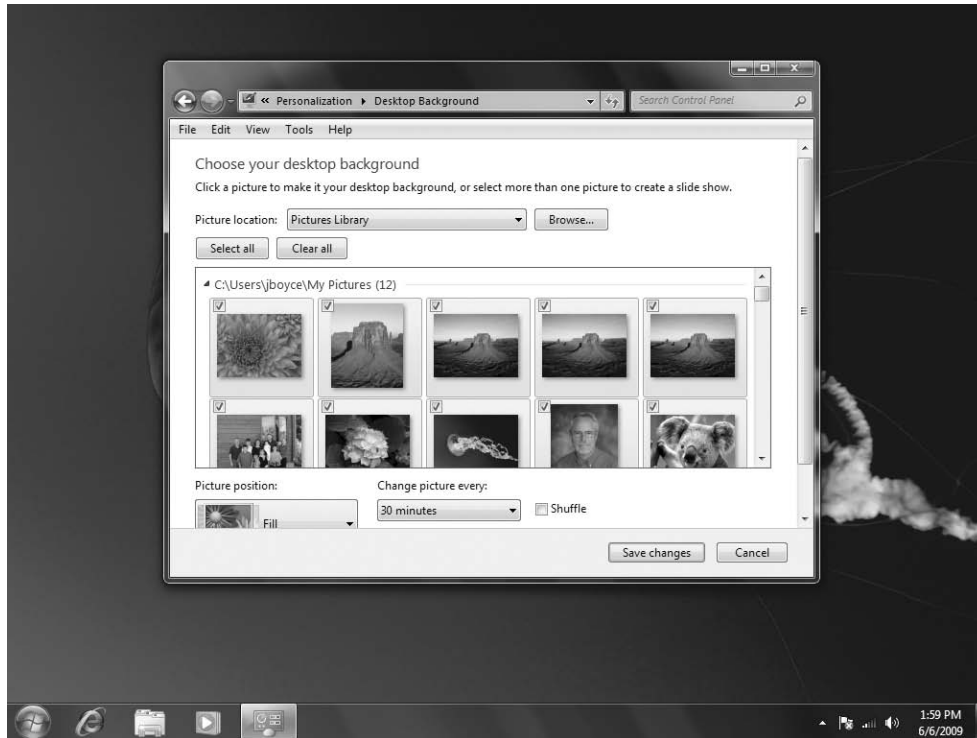 Personalization Desktop Background Search Control Panel
File Edit View Tools Help
Choose your desktop background
Click a picture to make it your desktop background, or select more than one picture to create a slide show.
Picture location: Pictures Library Browse...
Select all Clear all
C:\Users\jboyce\My Pictures (12)
Picture position: Change picture every:
Fill 30 minutes Shuffle
Save changes Cancel
1:59 PM
6/6/2009